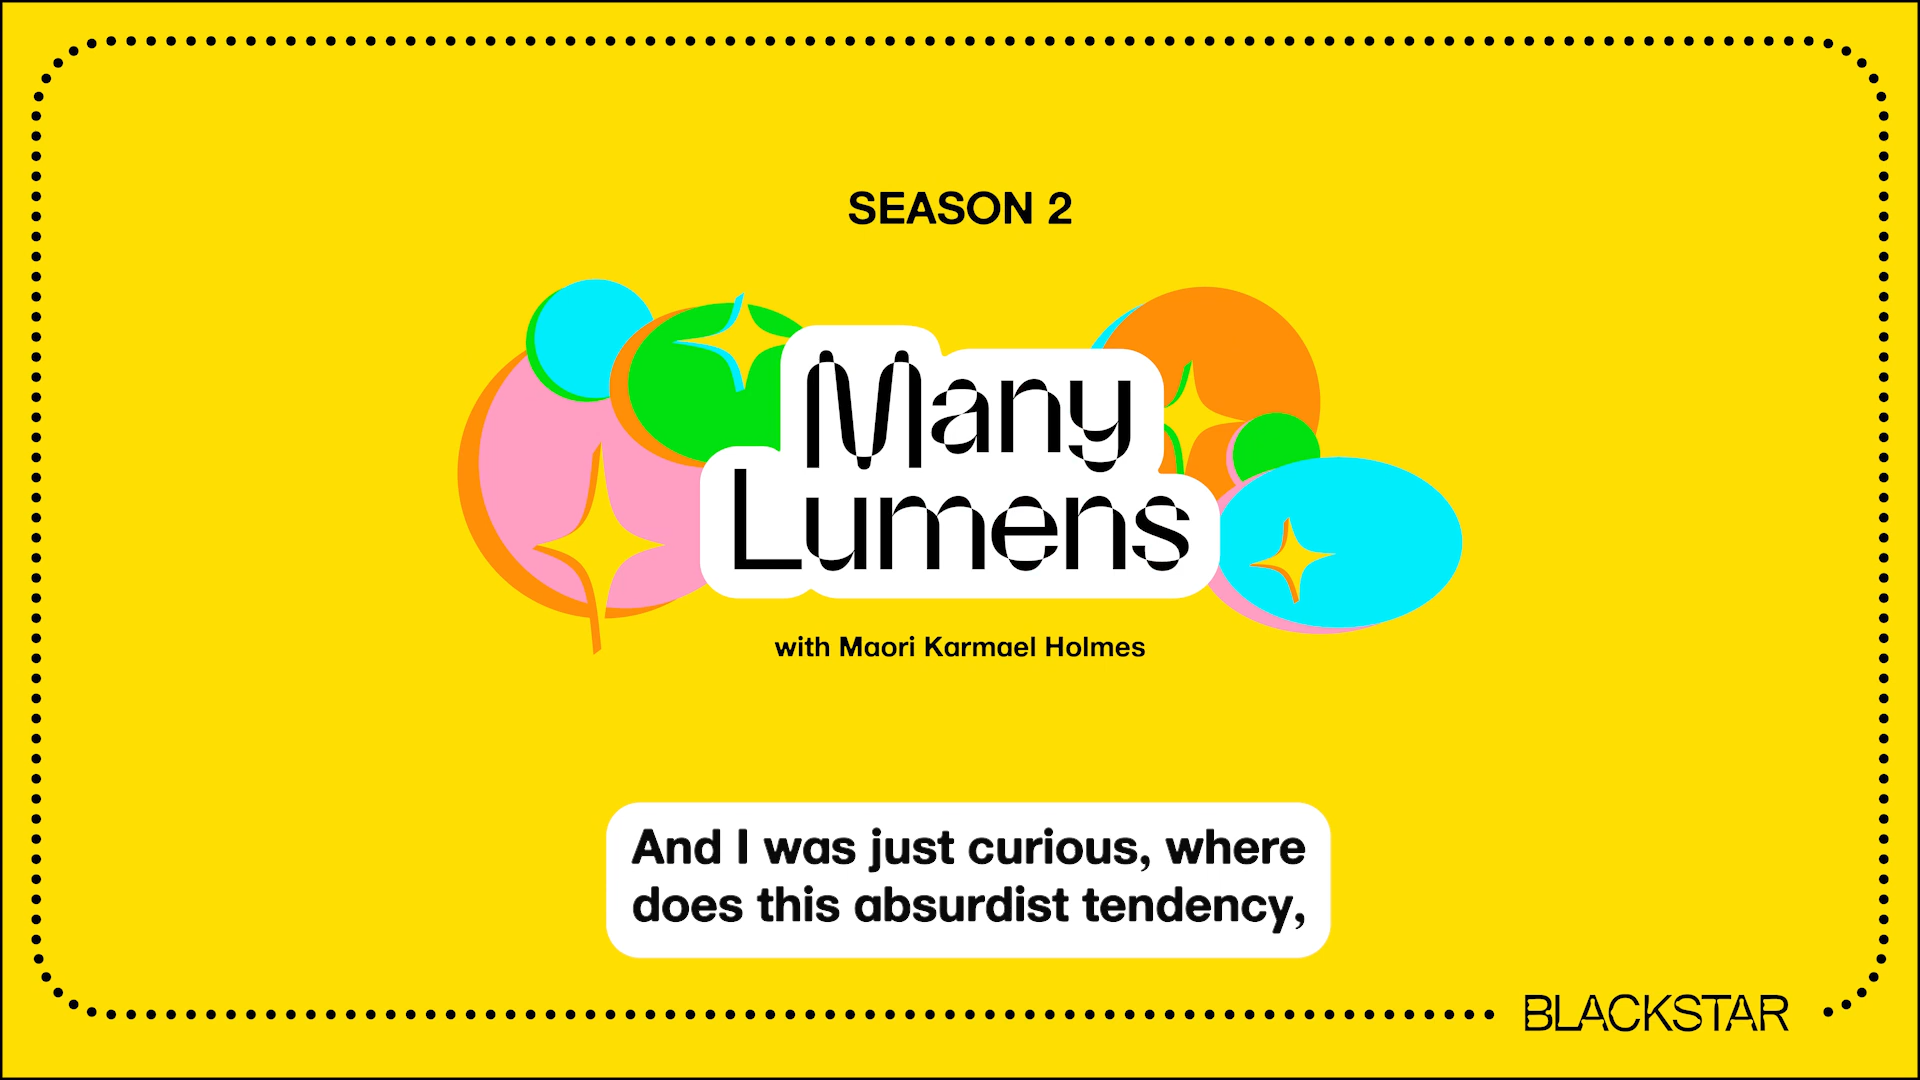 SEASON 2
Many
Lumens
with Maori Karmael Holmes
And I was just curious, where
does this absurdist tendency,
BLACKSTAR